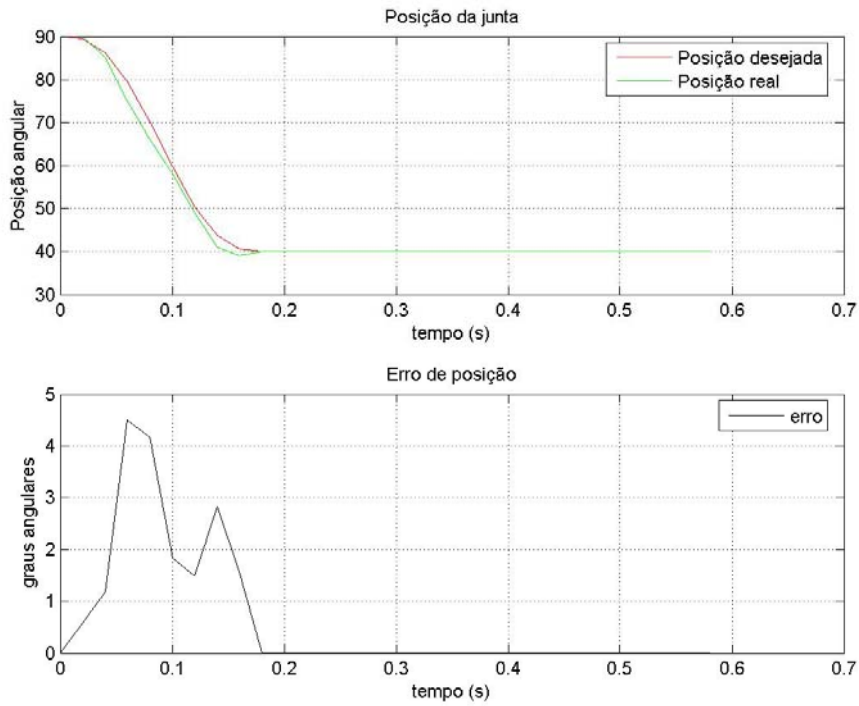 Posição da junta
Posição angular
90
80
70
60
50
40
30
Posição desejada
Posição real
0 0.1 0.2 0.3 0.4 0.5 0.6 0.7
tempo (s)
Erro de posição
graus angulares
5
4
3
2
1
0
erro
0 0.1 0.2 0.3 0.4 0.5 0.6 0.7
tempo (s)